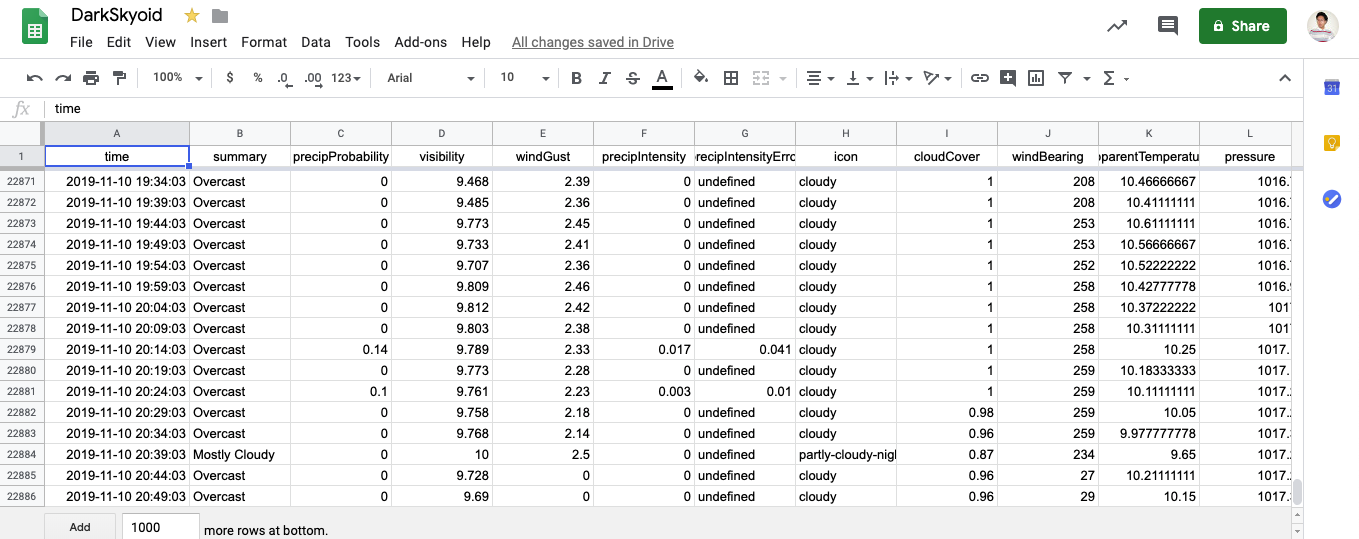 DarkSkyoid
File Edit View Insert Format Data Tools Add-ons Help All changes saved in Drive
Share
100% $ % .0 .00 123 Arial 10 B I S A
31
fx time
A B C D E F G H I J K L
1 time summary precipProbability visibility windGust precipIntensity recipIntensityErro icon cloudCover windBearing pparentTemperatu pressure
22871 2019-11-10 19:34:03 Overcast 0 9.468 2.39 0 undefined cloudy 1 208 10.46666667 1016.
22872 2019-11-10 19:39:03 Overcast 0 9.485 2.36 0 undefined cloudy 1 208 10.41111111 1016.
22873 2019-11-10 19:44:03 Overcast 0 9.773 2.45 0 undefined cloudy 1 253 10.61111111 1016.
22874 2019-11-10 19:49:03 Overcast 0 9.733 2.41 0 undefined cloudy 1 253 10.56666667 1016.
22875 2019-11-10 19:54:03 Overcast 0 9.707 2.36 0 undefined cloudy 1 252 10.52222222 1016.
22876 2019-11-10 19:59:03 Overcast 0 9.809 2.46 0 undefined cloudy 1 258 10.42777778 1016.
22877 2019-11-10 20:04:03 Overcast 0 9.812 2.42 0 undefined cloudy 1 258 10.37222222 101
22878 2019-11-10 20:09:03 Overcast 0 9.803 2.38 0 undefined cloudy 1 258 10.31111111 101
22879 2019-11-10 20:14:03 Overcast 0.14 9.789 2.33 0.017 0.041 cloudy 1 258 10.25 1017.
22880 2019-11-10 20:19:03 Overcast 0 9.773 2.28 0 undefined cloudy 1 259 10.18333333 1017.
22881 2019-11-10 20:24:03 Overcast 0.1 9.761 2.23 0.003 0.01 cloudy 1 259 10.11111111 1017.
22882 2019-11-10 20:29:03 Overcast 0 9.758 2.18 0 undefined cloudy 0.98 259 10.05 1017.
22883 2019-11-10 20:34:03 Overcast 0 9.768 2.14 0 undefined cloudy 0.96 259 9.977777778 1017.
22884 2019-11-10 20:39:03 Mostly Cloudy 0 10 2.5 0 undefined partly-cloudy-nigl 0.87 234 9.65 1017.
22885 2019-11-10 20:44:03 Overcast 0 9.728 0 0 undefined cloudy 0.96 27 10.21111111 1017.
22886 2019-11-10 20:49:03 Overcast 0 9.69 0 0 undefined cloudy 0.96 29 10.15 1017.
Add 1000 more rows at bottom.